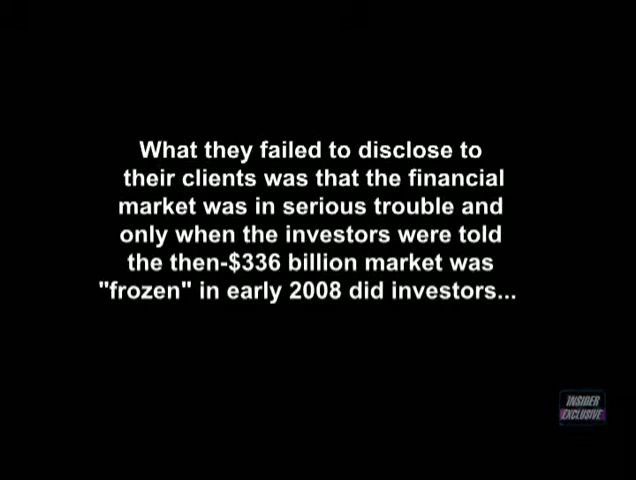 What they failed to disclose to
their clients was that the financial
market was in serious trouble and
only when the investors were told
the then-$336 billion market was
"frozen" in early 2008 did investors...
INSIDER
EXCLUSIVE